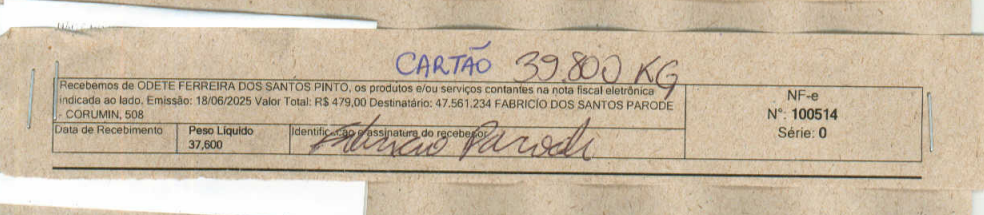 CARTÃO 39.800 KG
Recebemos de ODETE FERREIRA DOS SANTOS PINTO, os produtos e/ou serviços contantes na nota fiscal eletrônica
indicada ao lado. Emissão: 18/06/2025 Valor Total: R$ 479,00 Destinatário: 47.561.234 FABRICIO DOS SANTOS PARODE
- CORUMIN, 508
NF-e
N°: 100514
Série: 0
Data de Recebimento
Peso Líquido
37,600
Identificação e assinatura do recebedor
Fabricio Parode